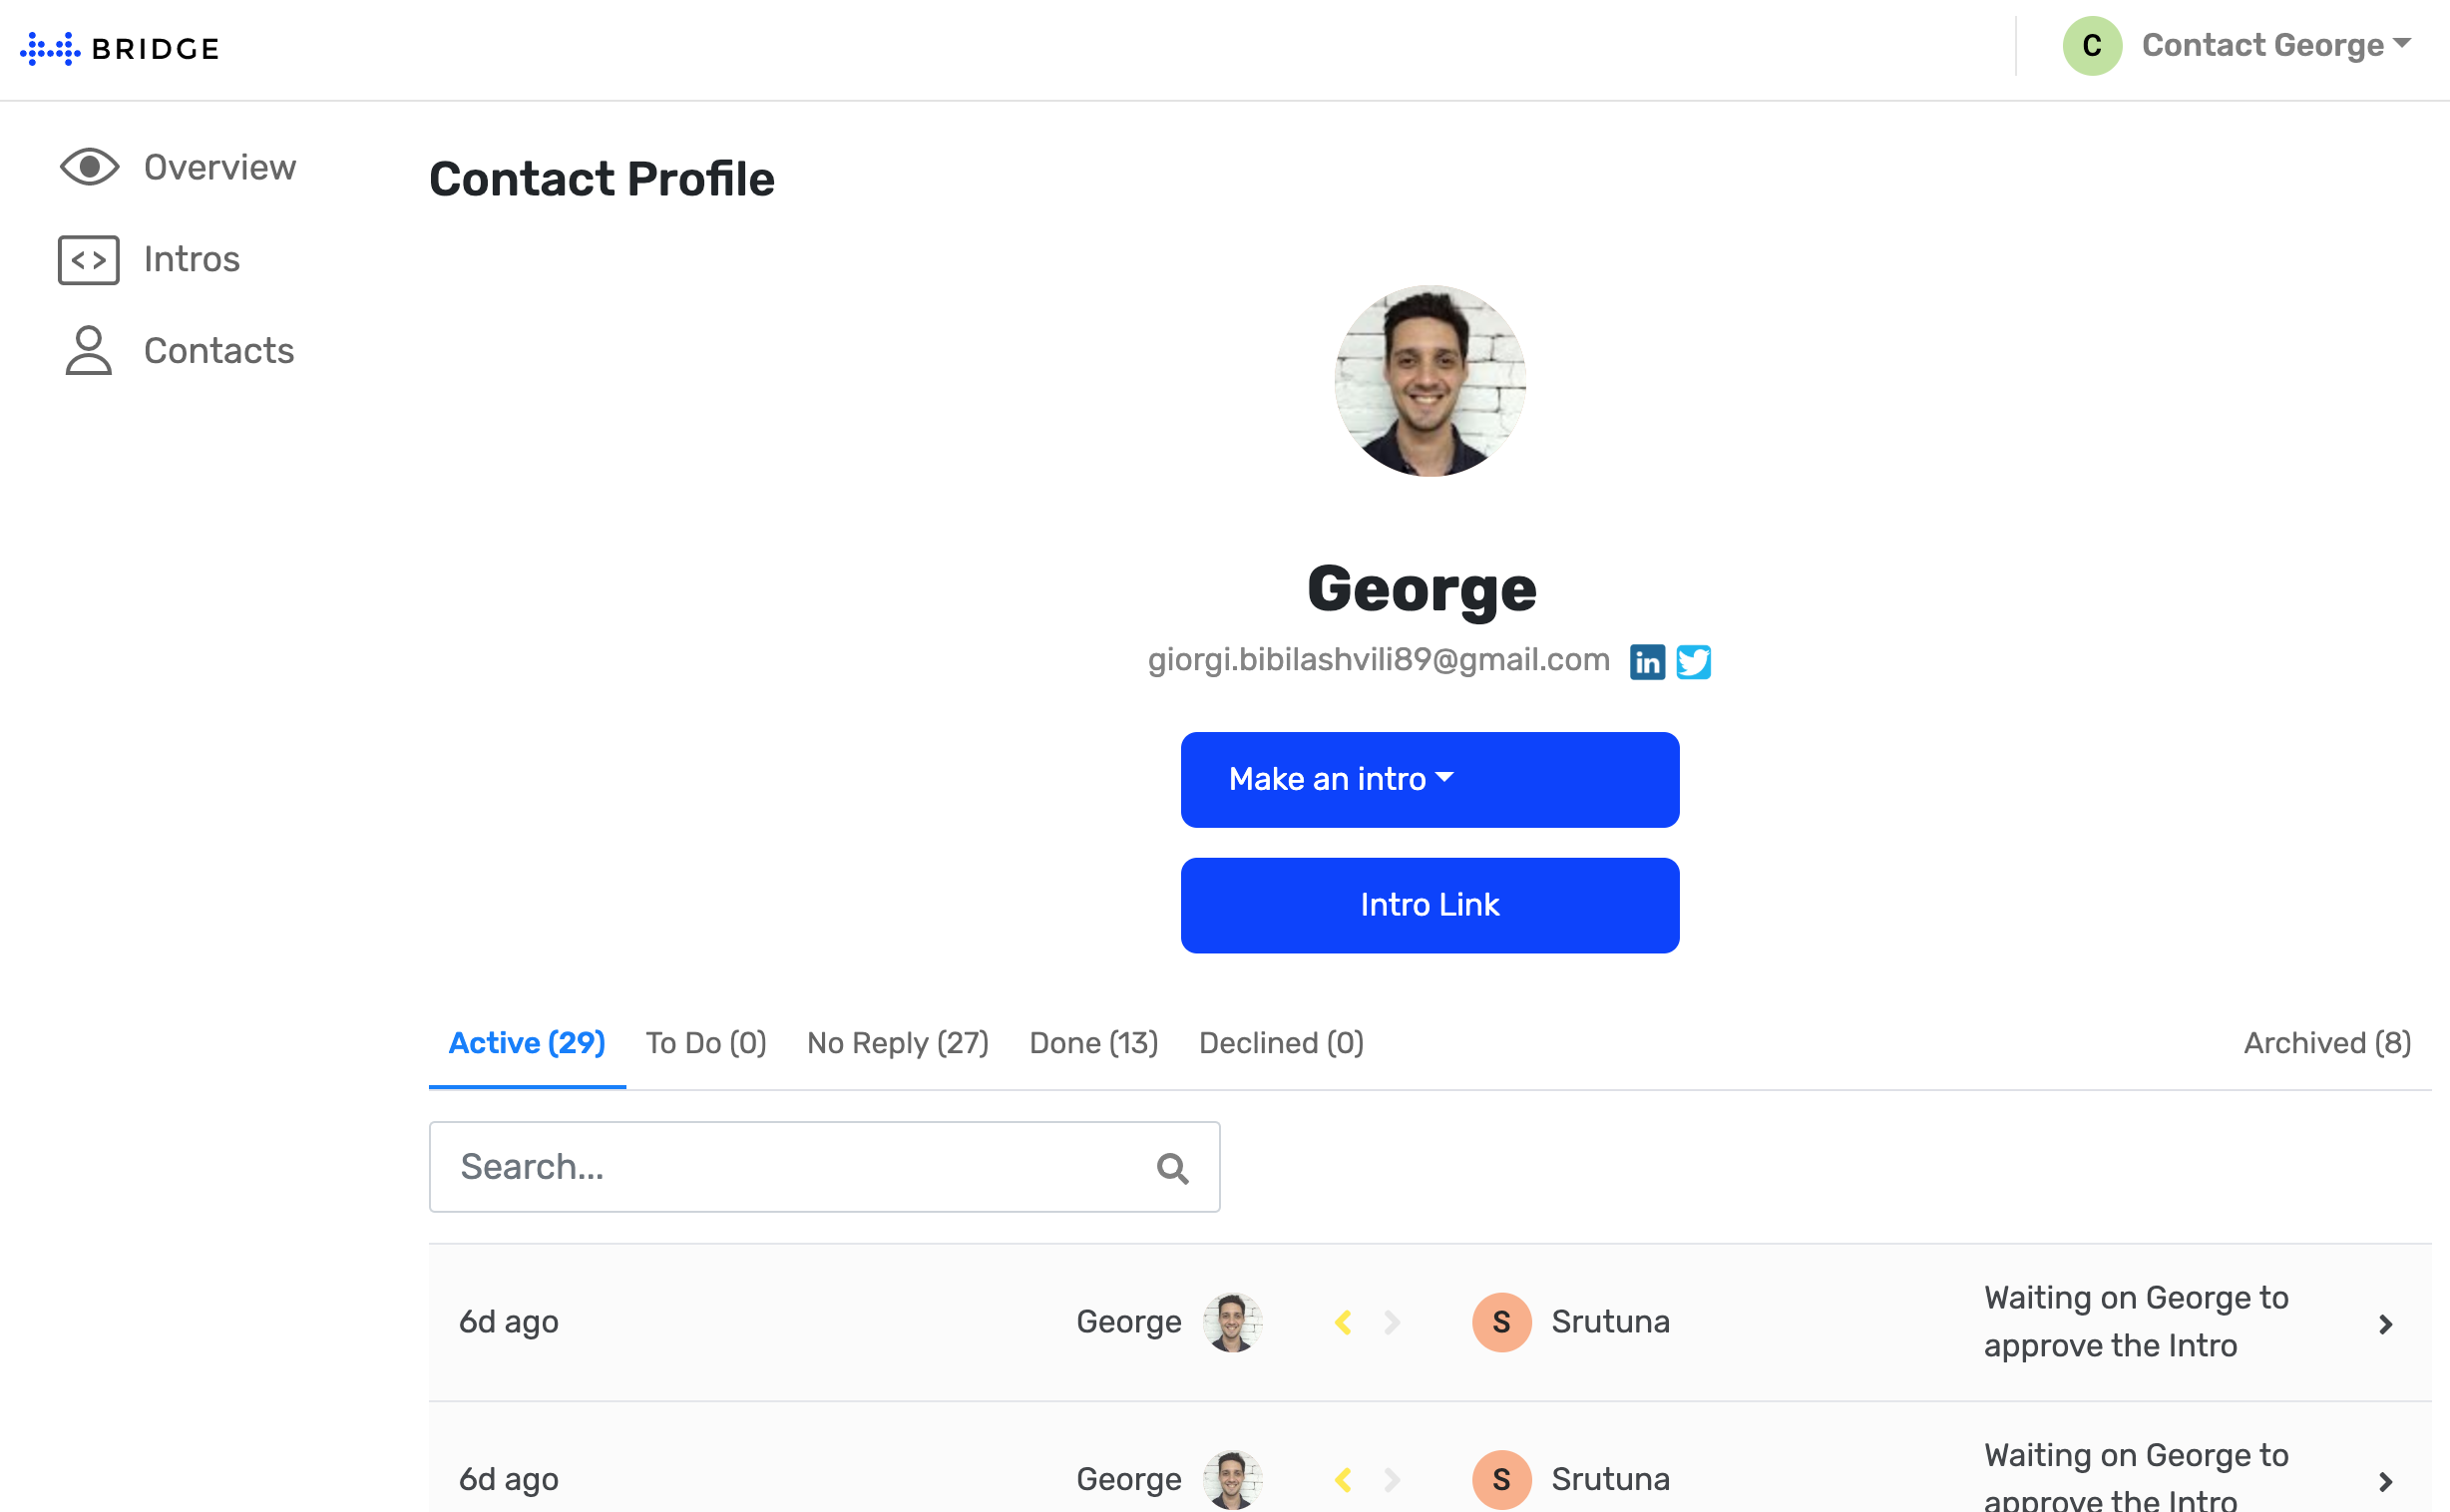 BRIDGE
C Contact George
Overview
Intros
Contacts
Contact Profile
George
giorgi.bibilashvili89@gmail.com in
Make an intro
Intro Link
Active (29) To Do (0) No Reply (27) Done (13) Declined (0) Archived (8)
Search...
6d ago George S Srutuna Waiting on George to
approve the Intro
6d ago George S Srutuna Waiting on George to
approve the Intro